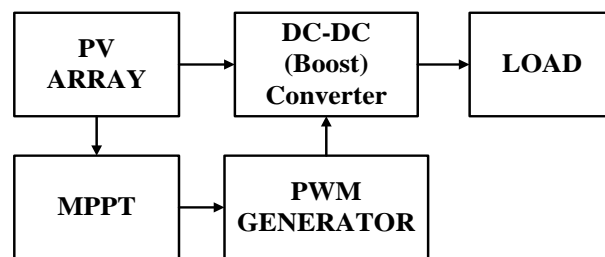 PV
ARRAY
DC-DC
(Boost)
Converter
LOAD
MPPT
PWM
GENERATOR